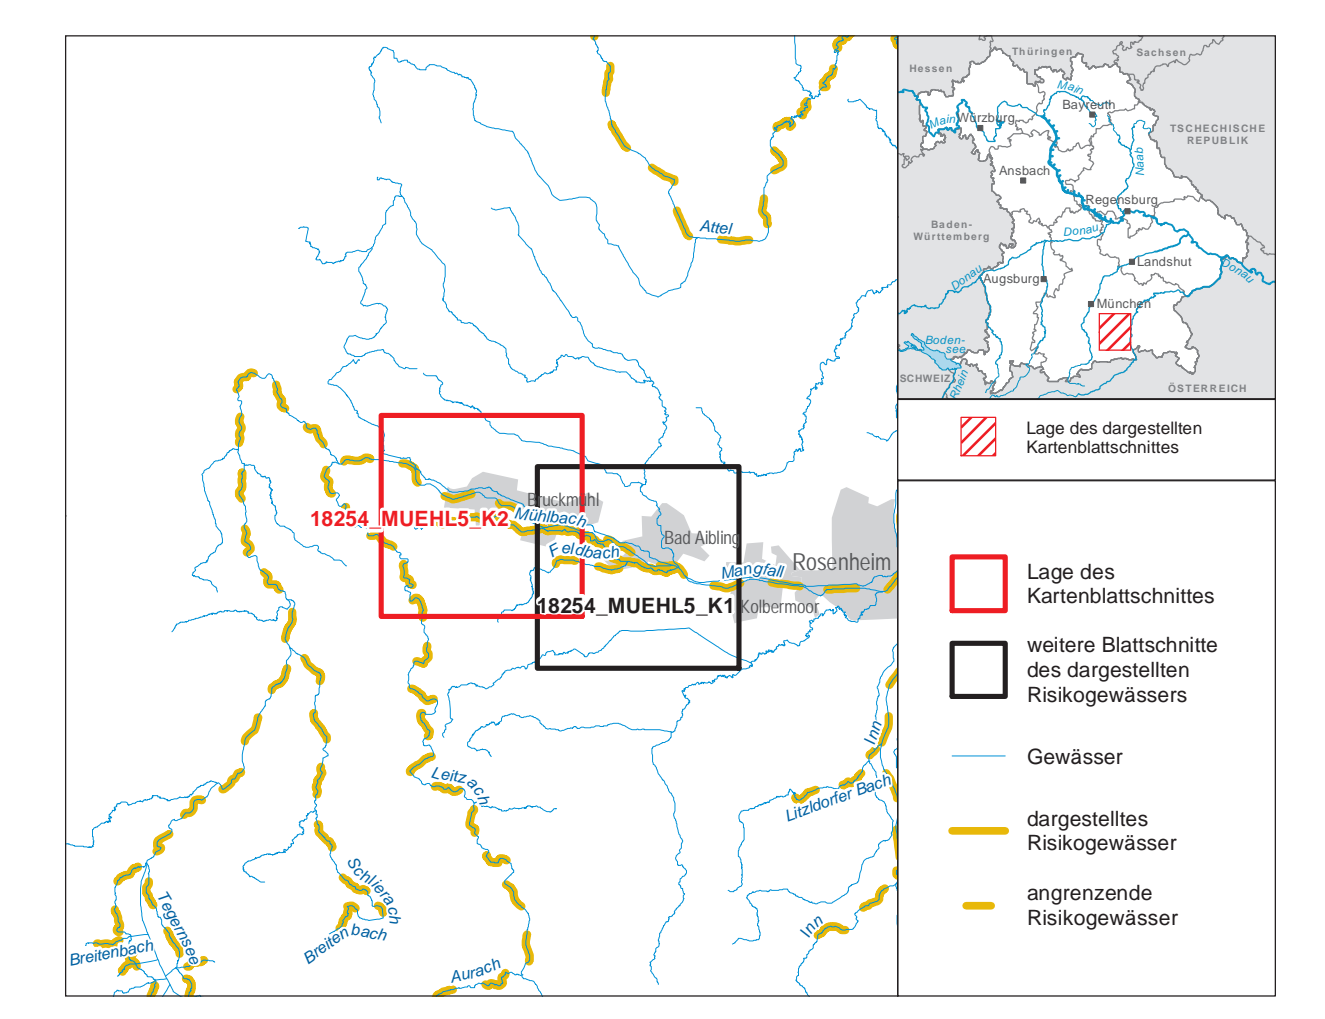 Attel
Bruckmühl
18254_MUEHL5_K2
Mühlbach
Bad Aibling
Feldbach
Mangfall
Rosenheim
18254_MUEHL5_K1
Kolbermoor
Inn
Leitzach
Litzldorfer Bach
Schlierach
Tegernsee
Breitenbach
Breitenbach
Inn
Aurach
Thüringen
Sachsen
Hessen
Main
Bayreuth
Main
Würzburg
TSCHECHISCHE
REPUBLIK
Naab
Ansbach
Regensburg
Baden-
Württemberg
Donau
Landshut
Donau
Augsburg
Donau
München
Boden-
see
SCHWEIZ
Rhein
ÖSTERREICH
Lage des dargestellten
Kartenblattschnittes
Lage des
Kartenblattschnittes
weitere Blattschnitte
des dargestellten
Risikogewässers
Gewässer
dargestelltes
Risikogewässer
angrenzende
Risikogewässer